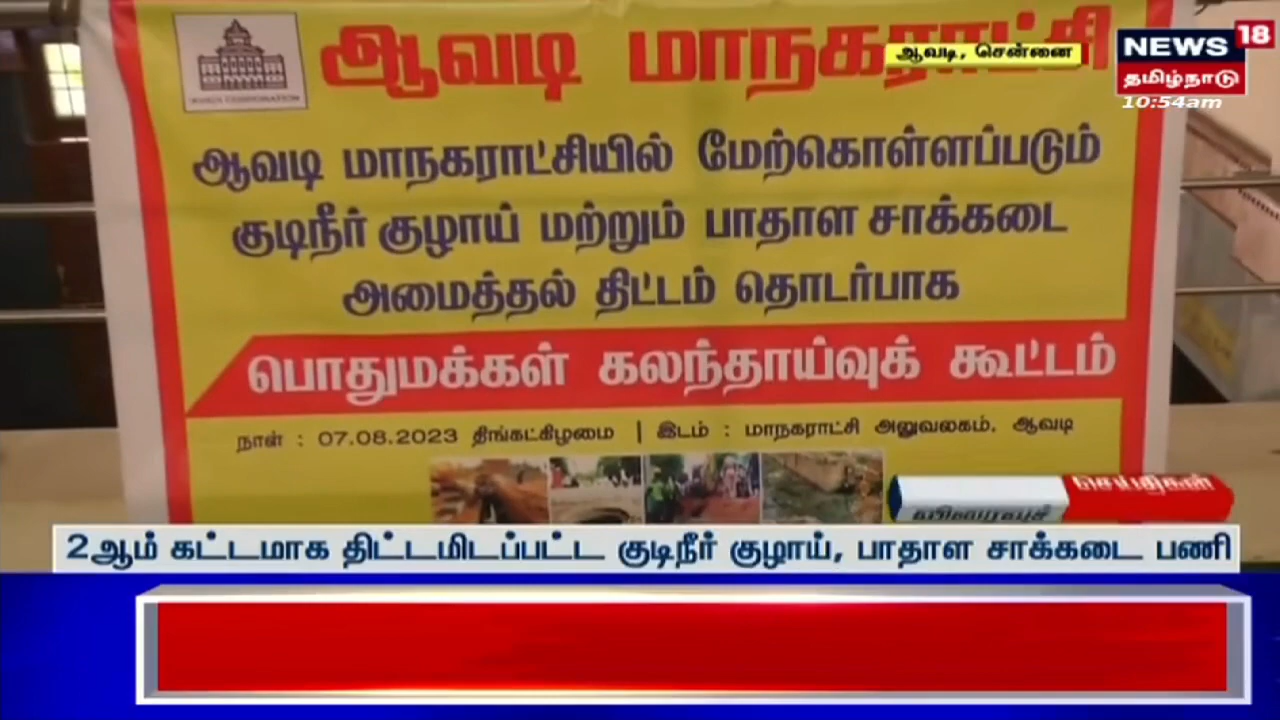 ஆவடி மாநகராட்சி
ஆவடி, சென்னை
NEWS 18
தமிழ்நாடு
10:54am
ஆவடி மாநகராட்சியில் மேற்கொள்ளப்படும்
குடிநீர் குழாய் மற்றும் பாதாள சாக்கடை
அமைத்தல் திட்டம் தொடர்பாக
பொதுமக்கள் கலந்தாய்வுக் கூட்டம்
நாள் : 07.08.2023 திங்கட்கிழமை | இடம் : மாநகராட்சி அலுவலகம், ஆவடி
செய்திகள்
2ஆம் கட்டமாக திட்டமிடப்பட்ட குடிநீர் குழாய், பாதாள சாக்கடை பணி